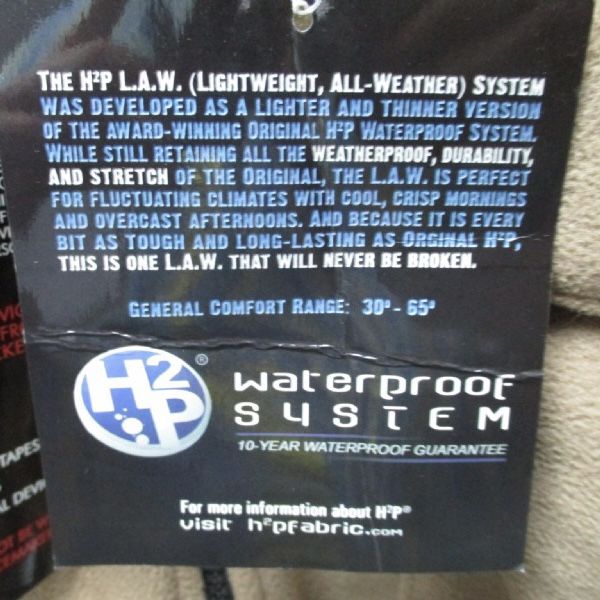 THE H²P L.A.W. (LIGHTWEIGHT, ALL-WEATHER) SYSTEM
WAS DEVELOPED AS A LIGHTER AND THINNER VERSION
OF THE AWARD-WINNING ORIGINAL H²P WATERPROOF SYSTEM.
WHILE STILL RETAINING ALL THE WEATHERPROOF, DURABILITY,
AND STRETCH OF THE ORIGINAL, THE L.A.W. IS PERFECT
FOR FLUCTUATING CLIMATES WITH COOL, CRISP MORNINGS
AND OVERCAST AFTERNOONS. AND BECAUSE IT IS EVERY
BIT AS TOUGH AND LONG-LASTING AS ORGINAL H²P,
THIS IS ONE L.A.W. THAT WILL NEVER BE BROKEN.
GENERAL COMFORT RANGE: 30° - 65°
H2P®
waterproof
SYSTEM
10-YEAR WATERPROOF GUARANTEE
For more information about H²P®
visit h²pfabric.com
TAPES